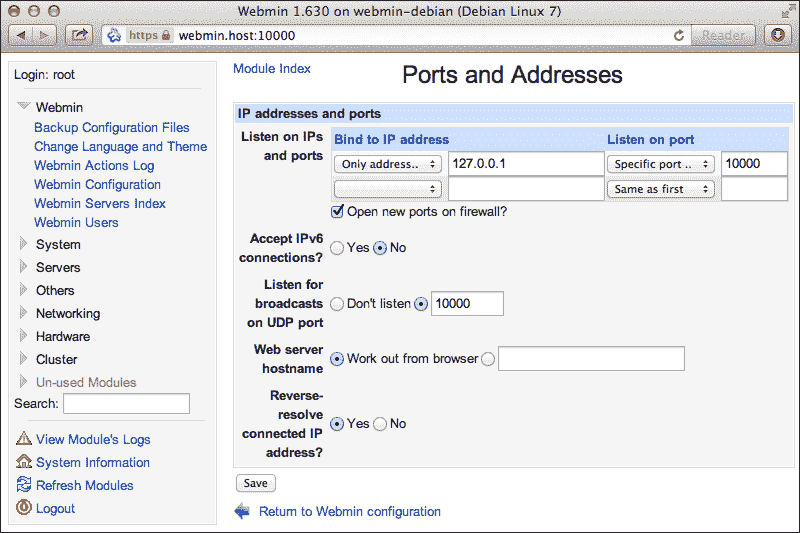 Webmin 1.630 on webmin-debian (Debian Linux 7)
https webmin.host:10000 Reader
Login: root
Webmin
Backup Configuration Files
Change Language and Theme
Webmin Actions Log
Webmin Configuration
Webmin Servers Index
Webmin Users
System
Servers
Others
Networking
Hardware
Cluster
Un-used Modules
Search:
View Module's Logs
System Information
Refresh Modules
Logout
Module Index
Ports and Addresses
IP addresses and ports
Listen on IPs
and ports
Bind to IP address Listen on port
Only address.. 127.0.0.1 Specific port .. 10000
Same as first
Open new ports on firewall?
Accept IPv6
connections?
Yes No
Listen for
broadcasts
on UDP port
Don't listen 10000
Web server
hostname
Work out from browser
Reverse-
resolve
connected IP
address?
Yes No
Save
Return to Webmin configuration